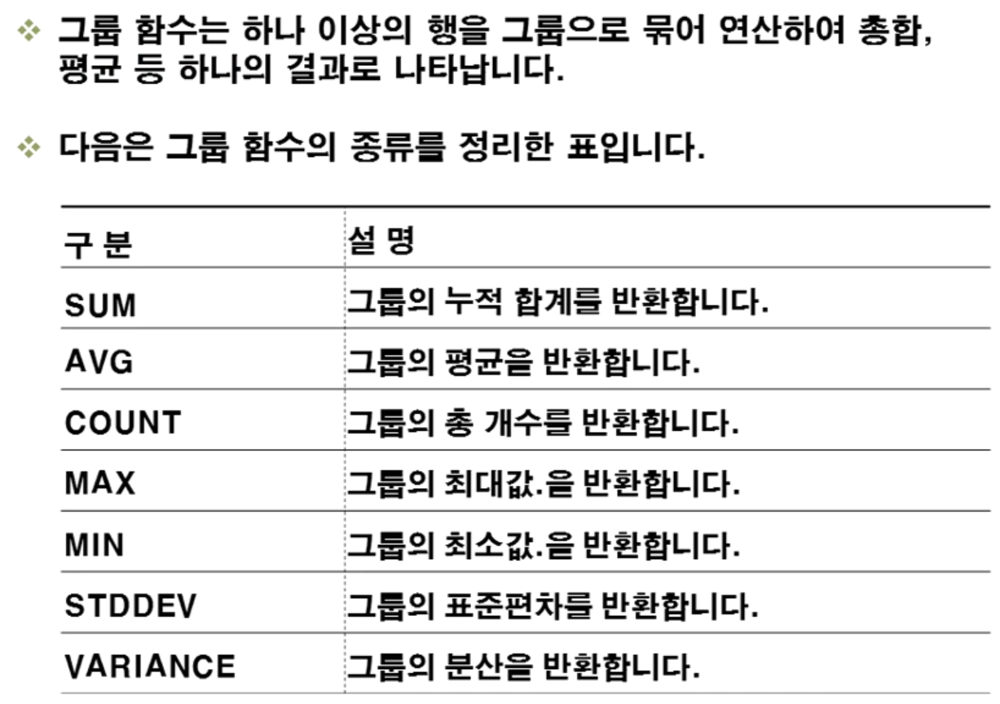 그룹 함수는 하나 이상의 행을 그룹으로 묶어 연산하여 총합,
평균 등 하나의 결과로 나타납니다.
다음은 그룹 함수의 종류를 정리한 표입니다.
구 분 설 명
SUM 그룹의 누적 합계를 반환합니다.
AVG 그룹의 평균을 반환합니다.
COUNT 그룹의 총 개수를 반환합니다.
MAX 그룹의 최대값.을 반환합니다.
MIN 그룹의 최소값.을 반환합니다.
STDDEV 그룹의 표준편차를 반환합니다.
VARIANCE 그룹의 분산을 반환합니다.